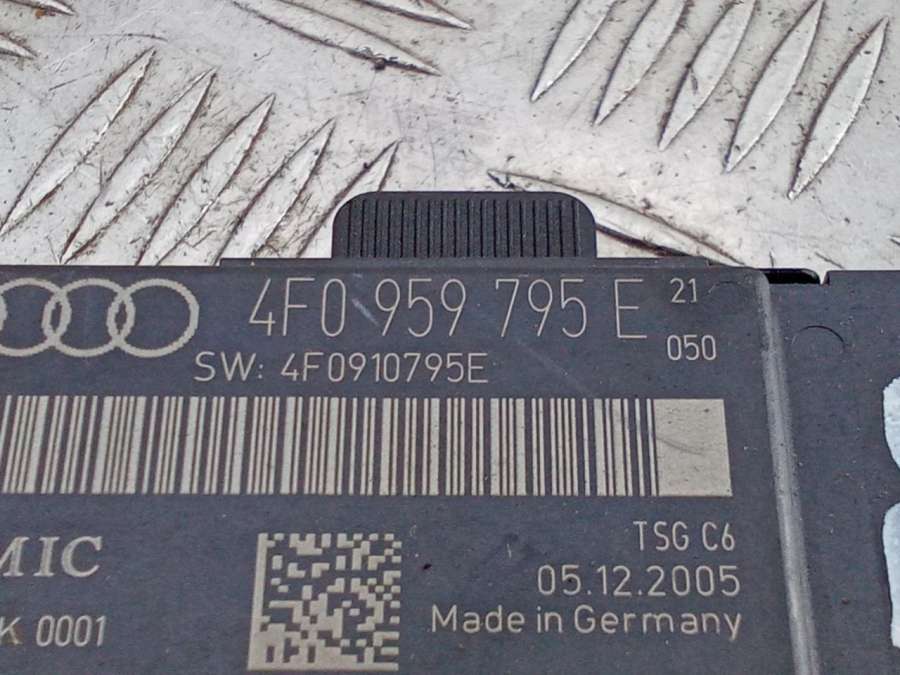 4F0 959 795 E 21
050
SW: 4F0910795E
MIC
TSG C6
05.12.2005
K 0001
Made in Germany